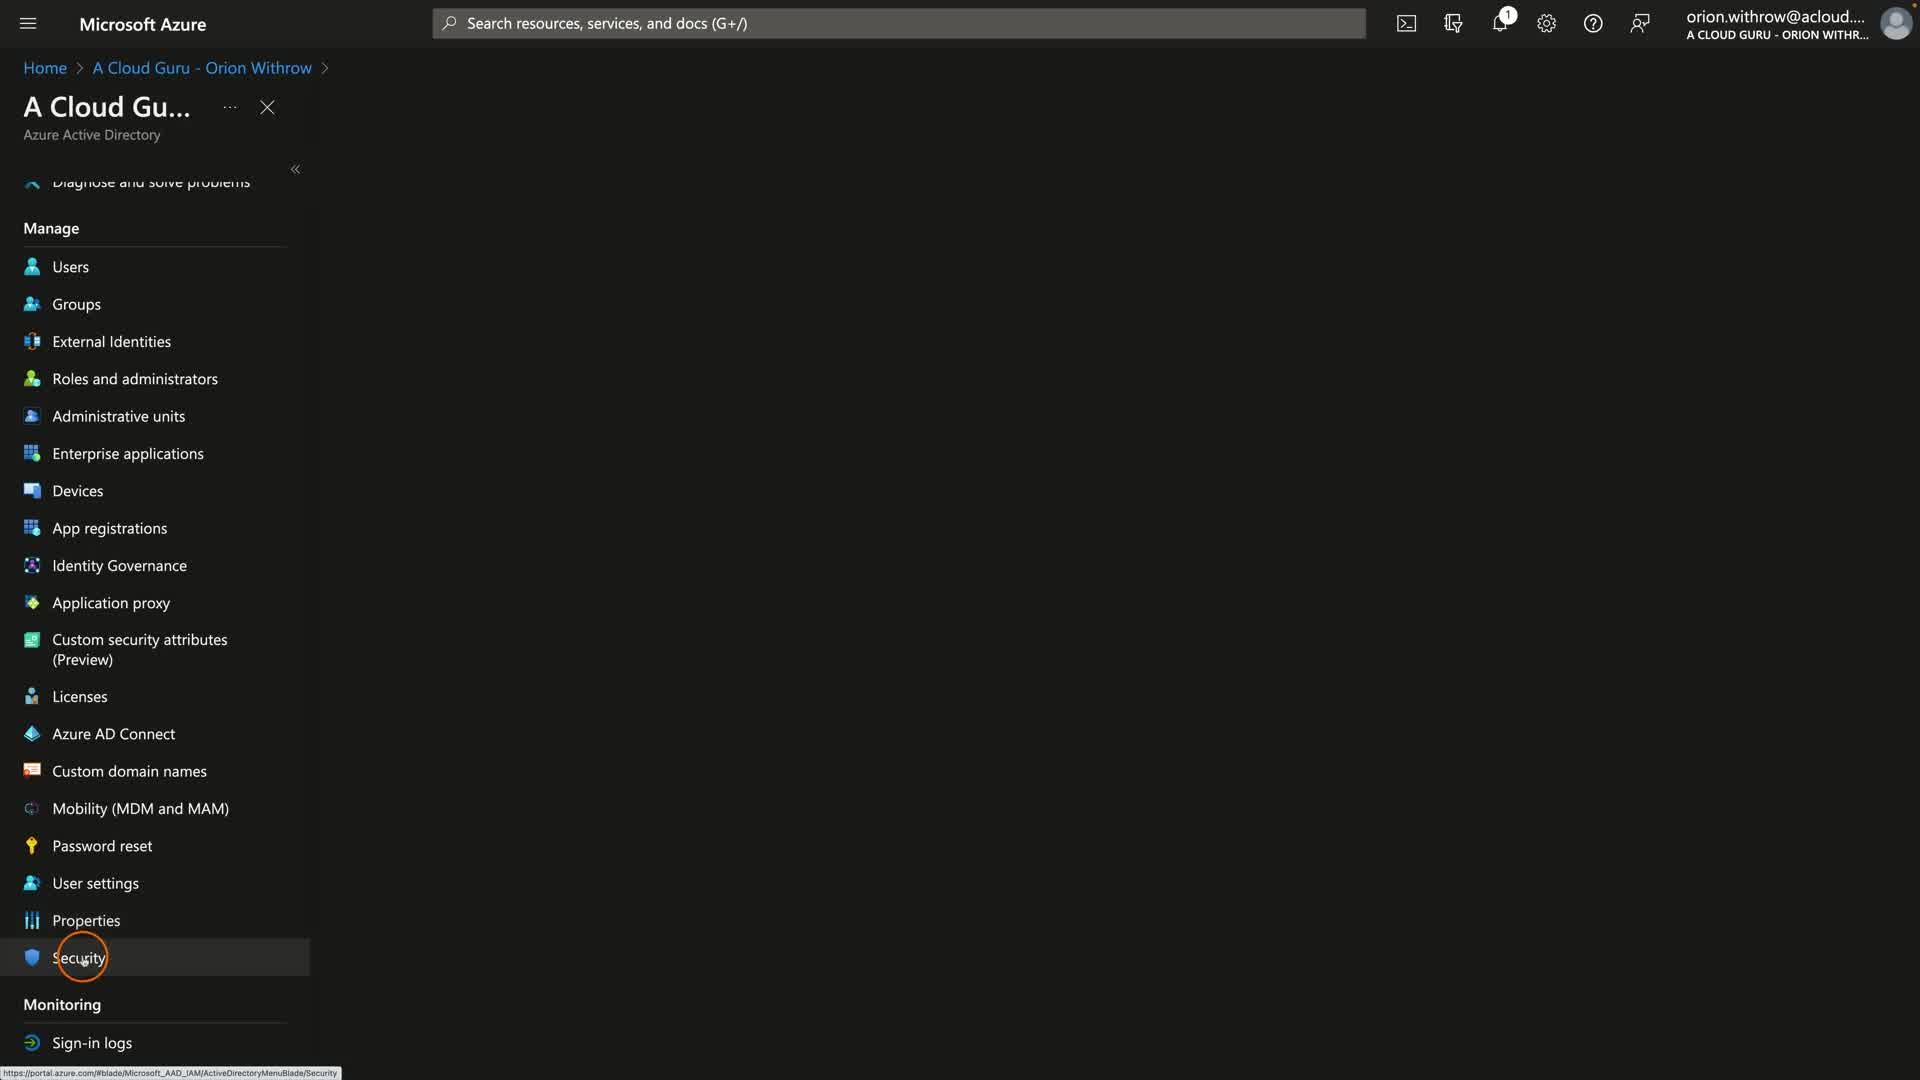 Microsoft Azure
Search resources, services, and docs (G+/)
1
orion.withrow@acloud....
A CLOUD GURU - ORION WITHR...
Home > A Cloud Guru - Orion Withrow >
A Cloud Gu...
...
Azure Active Directory
Diagnose and solve problems
Manage
Users
Groups
External Identities
Roles and administrators
Administrative units
Enterprise applications
Devices
App registrations
Identity Governance
Application proxy
Custom security attributes
(Preview)
Licenses
Azure AD Connect
Custom domain names
Mobility (MDM and MAM)
Password reset
User settings
Properties
Security
Monitoring
Sign-in logs
https://portal.azure.com/#blade/Microsoft_AAD_IAM/ActiveDirectoryMenuBlade/Security